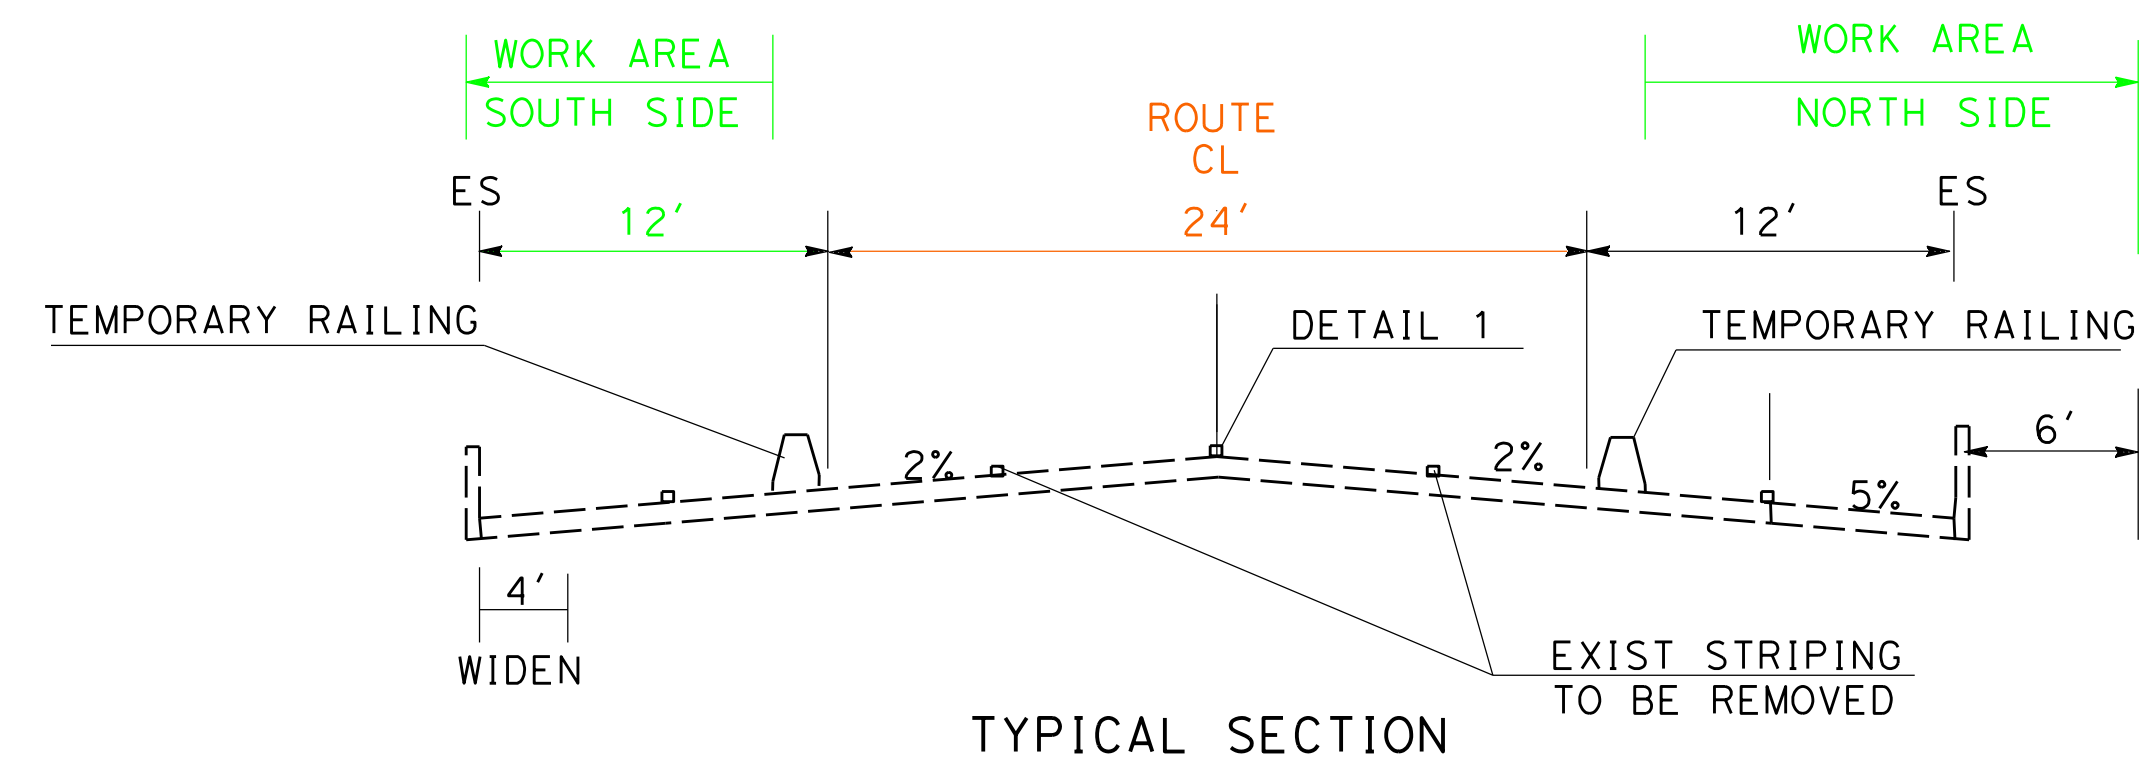 WORK AREA
SOUTH SIDE
WORK AREA
NORTH SIDE
ROUTE
CL
ES
ES
12'
24'
12'
TEMPORARY RAILING
DETAIL 1
TEMPORARY RAILING
2%
2%
6'
5%
4'
WIDEN
EXIST STRIPING
TO BE REMOVED
TYPICAL SECTION